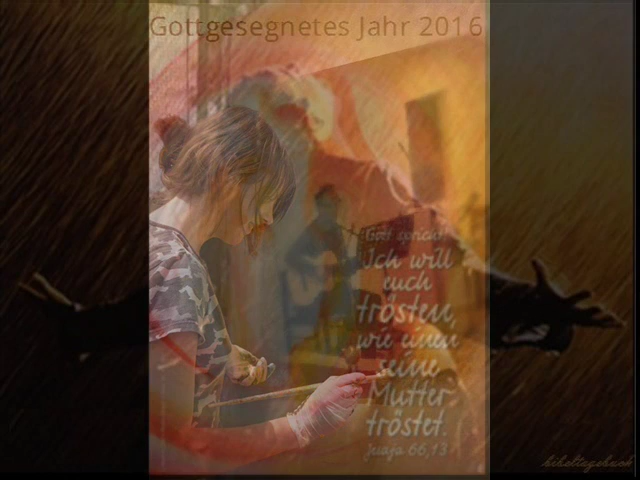 Gottgesegnetes Jahr 2016
Gott spricht:
Ich will
euch
trösten,
wie einen
seine
Mutter
tröstet.
Jesaja 66,13
bibeltagebuch